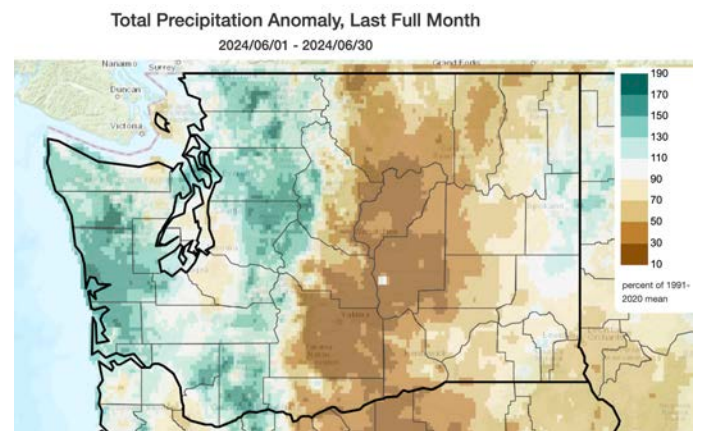 Total Precipitation Anomaly, Last Full Month
2024/06/01 - 2024/06/30
Nanaimo
Surrey
Grand Forks
Duncan
Victoria
Yakima
190
170
150
130
110
90
70
50
30
10
percent of 1991-
2020 mean